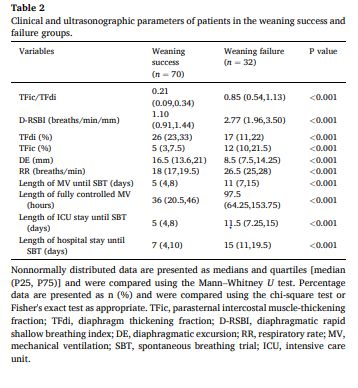 Table 2
Clinical and ultrasonographic parameters of patients in the weaning success and
failure groups.
Variables Weaning success (n = 70) Weaning failure (n = 32) P value
TFic/TFdi 0.21 (0.09,0.34) 0.85 (0.54,1.13) <0.001
D-RSBI (breaths/min/mm) 1.10 (0.91,1.44) 2.77 (1.96,3.50) <0.001
TFdi (%) 26 (23,33) 17 (11,22) <0.001
TFic (%) 5 (3,7.5) 12 (10,21.5) <0.001
DE (mm) 16.5 (13.6,21) 8.5 (7.5,14.25) <0.001
RR (breaths/min) 18 (17,19.5) 26.5 (25,28) <0.001
Length of MV until SBT (days) 5 (4,8) 11 (7,15) <0.001
Length of fully controlled MV (hours) 36 (20.5,46) 97.5 (64.25,153.75) <0.001
Length of ICU stay until SBT (days) 5 (4,8) 11.5 (7.25,15) <0.001
Length of hospital stay until SBT (days) 7 (4,10) 15 (11,19.5) <0.001
Nonnormally distributed data are presented as medians and quartiles [median
(P25, P75)] and were compared using the Mann–Whitney U test. Percentage
data are presented as n (%) and were compared using the chi-square test or
Fisher's exact test as appropriate. TFic, parasternal intercostal muscle-thickening
fraction; TFdi, diaphragm thickening fraction; D-RSBI, diaphragmatic rapid
shallow breathing index; DE, diaphragmatic excursion; RR, respiratory rate; MV,
mechanical ventilation; SBT, spontaneous breathing trial; ICU, intensive care
unit.